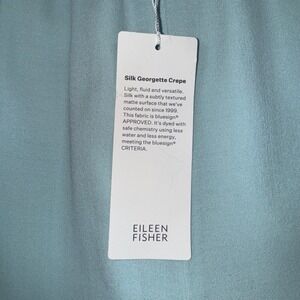 Silk Georgette Crepe
Light, fluid and versatile.
Silk with a subtly textured
matte surface that we've
counted on since 1999.
This fabric is bluesign®
APPROVED. It's dyed with
safe chemistry using less
water and less energy,
meeting the bluesign®
CRITERIA.
EILEEN
FISHER